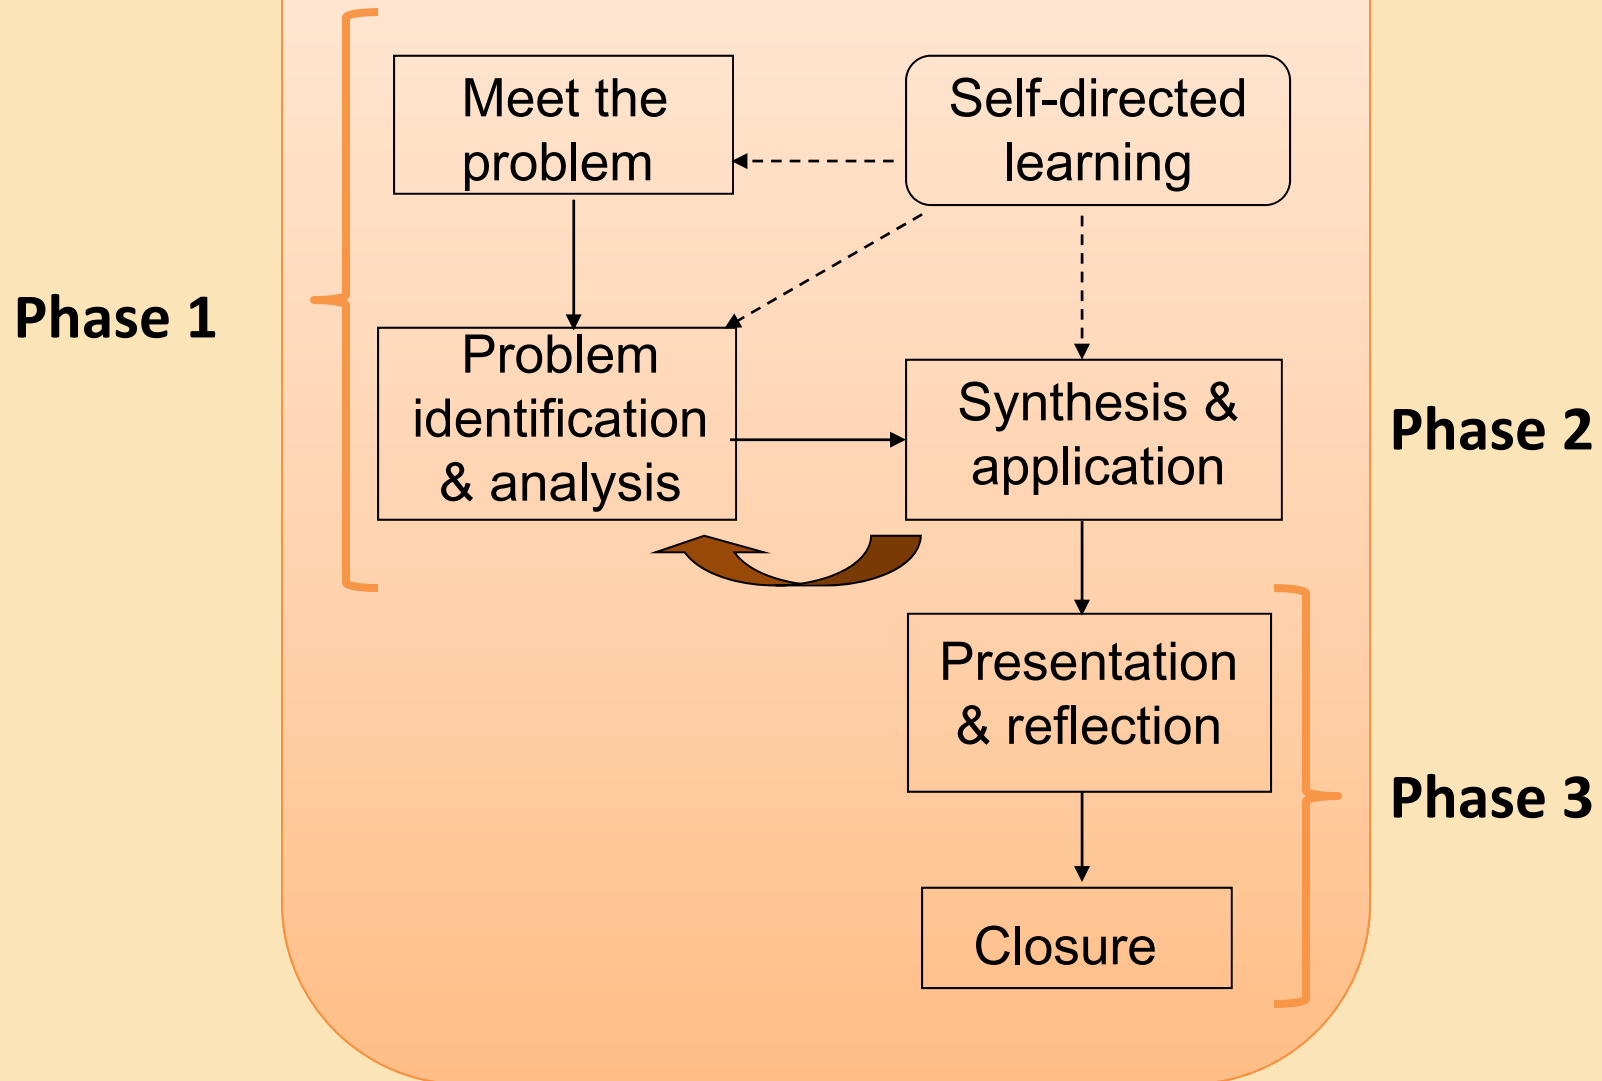 Meet the
problem
Self-directed
learning
Phase 1
Problem
identification
& analysis
Synthesis &
application
Phase 2
Presentation
& reflection
Phase 3
Closure